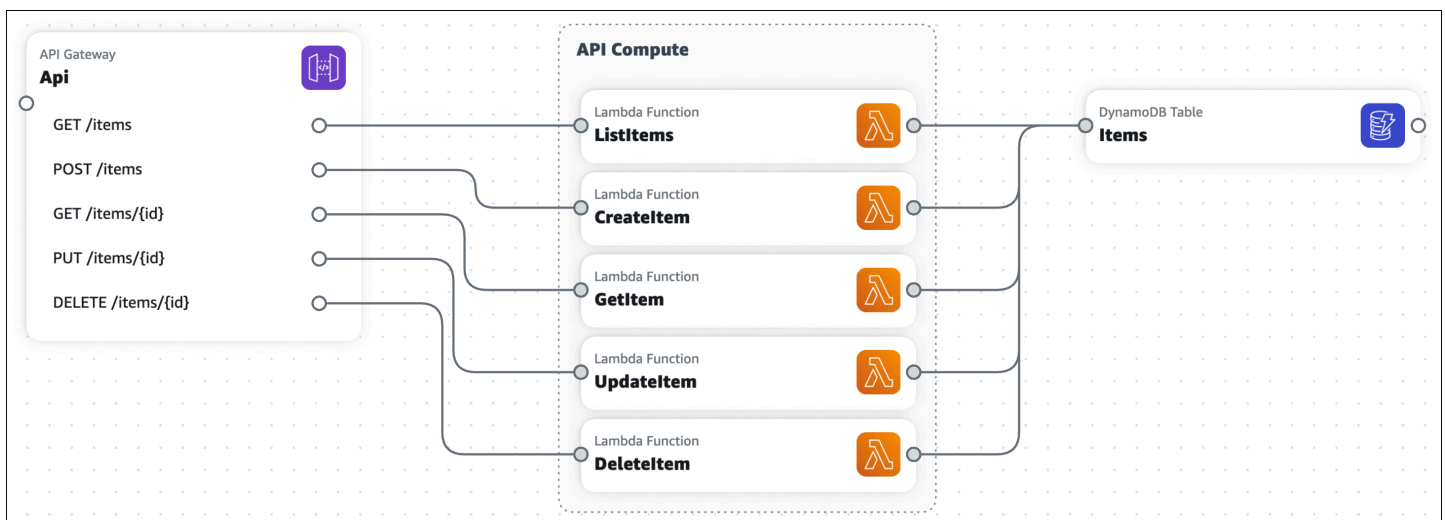 API Gateway
Api
GET /items
POST /items
GET /items/{id}
PUT /items/{id}
DELETE /items/{id}
API Compute
Lambda Function
ListItems
Lambda Function
CreateItem
Lambda Function
GetItem
Lambda Function
UpdateItem
Lambda Function
DeleteItem
DynamoDB Table
Items